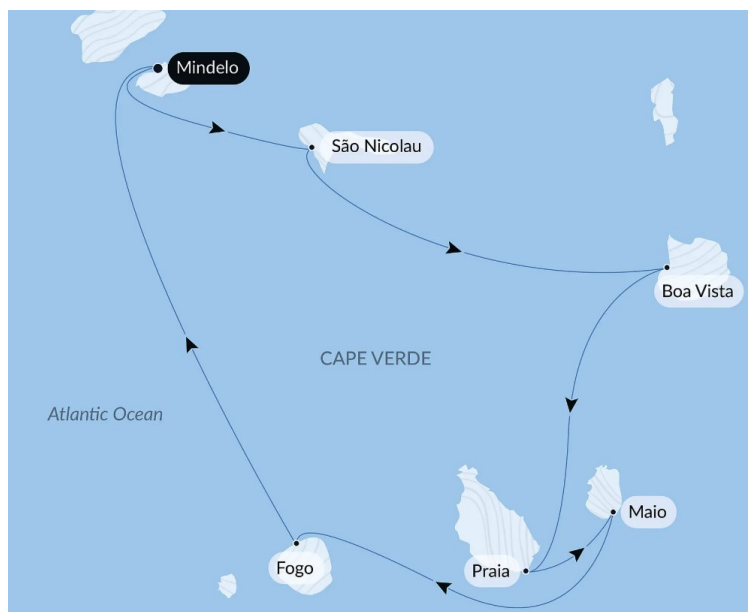 Mindelo
São Nicolau
Boa Vista
CAPE VERDE
Atlantic Ocean
Maio
Praia
Fogo